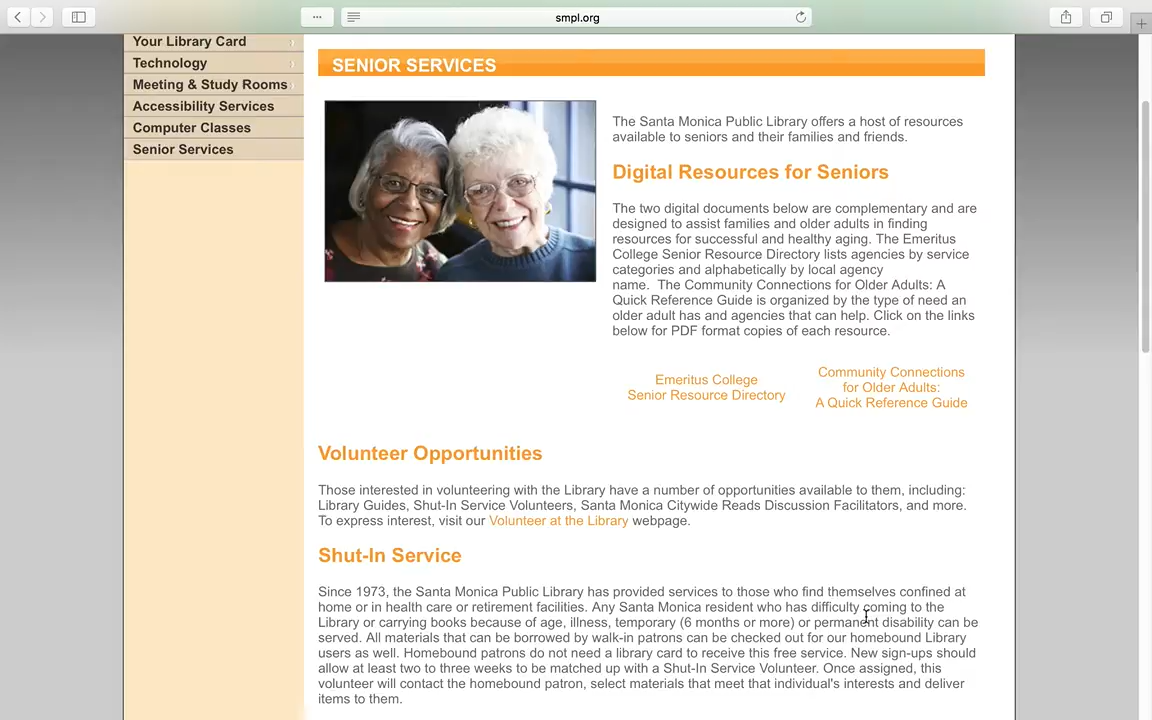 smpl.org
Your Library Card
Technology
Meeting & Study Rooms
Accessibility Services
Computer Classes
Senior Services
SENIOR SERVICES
The Santa Monica Public Library offers a host of resources
available to seniors and their families and friends.
Digital Resources for Seniors
The two digital documents below are complementary and are
designed to assist families and older adults in finding
resources for successful and healthy aging. The Emeritus
College Senior Resource Directory lists agencies by service
categories and alphabetically by local agency
name. The Community Connections for Older Adults: A
Quick Reference Guide is organized by the type of need an
older adult has and agencies that can help. Click on the links
below for PDF format copies of each resource.
Emeritus College
Senior Resource Directory
Community Connections
for Older Adults:
A Quick Reference Guide
Volunteer Opportunities
Those interested in volunteering with the Library have a number of opportunities available to them, including:
Library Guides, Shut-In Service Volunteers, Santa Monica Citywide Reads Discussion Facilitators, and more.
To express interest, visit our Volunteer at the Library webpage.
Shut-In Service
Since 1973, the Santa Monica Public Library has provided services to those who find themselves confined at
home or in health care or retirement facilities. Any Santa Monica resident who has difficulty coming to the
Library or carrying books because of age, illness, temporary (6 months or more) or permanent disability can be
served. All materials that can be borrowed by walk-in patrons can be checked out for our homebound Library
users as well. Homebound patrons do not need a library card to receive this free service. New sign-ups should
allow at least two to three weeks to be matched up with a Shut-In Service Volunteer. Once assigned, this
volunteer will contact the homebound patron, select materials that meet that individual's interests and deliver
items to them.